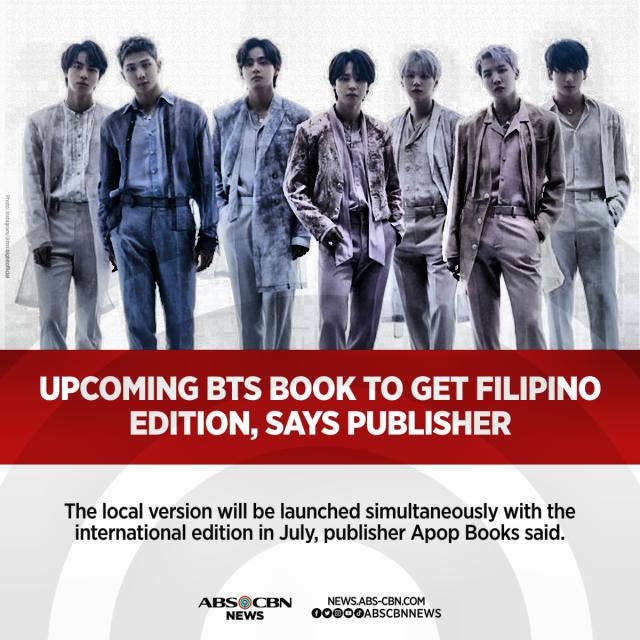 UPCOMING BTS BOOK TO GET FILIPINO
EDITION, SAYS PUBLISHER
The local version will be launched simultaneously with the
international edition in July, publisher Apop Books said.
ABS CBN
NEWS
NEWS.ABS-CBN.COM
ABSCBNNEWS